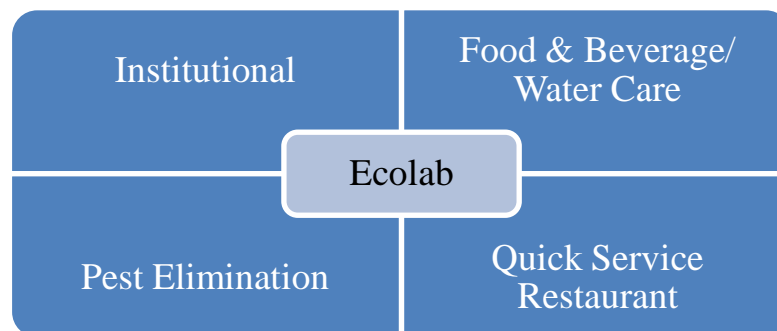 Institutional
Food & Beverage/
Water Care
Ecolab
Pest Elimination
Quick Service
Restaurant